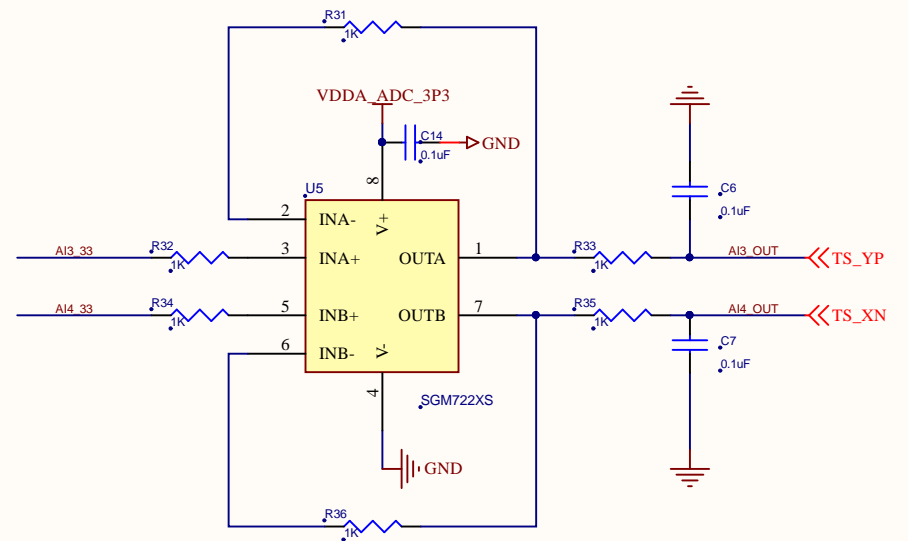 R31
1K
VDDA_ADC_3P3
C14
GND
0.1uF
8
U5
C6
0.1uF
2 INA- V+
AI3_33 R32 1K 3 INA+ OUTA 1 R33 1K AI3_OUT TS_YP
AI4_33 R34 1K 5 INB+ OUTB 7 R35 1K AI4_OUT TS_XN
6 INB- V-
C7
0.1uF
4
SGM722XS
GND
R36
1K